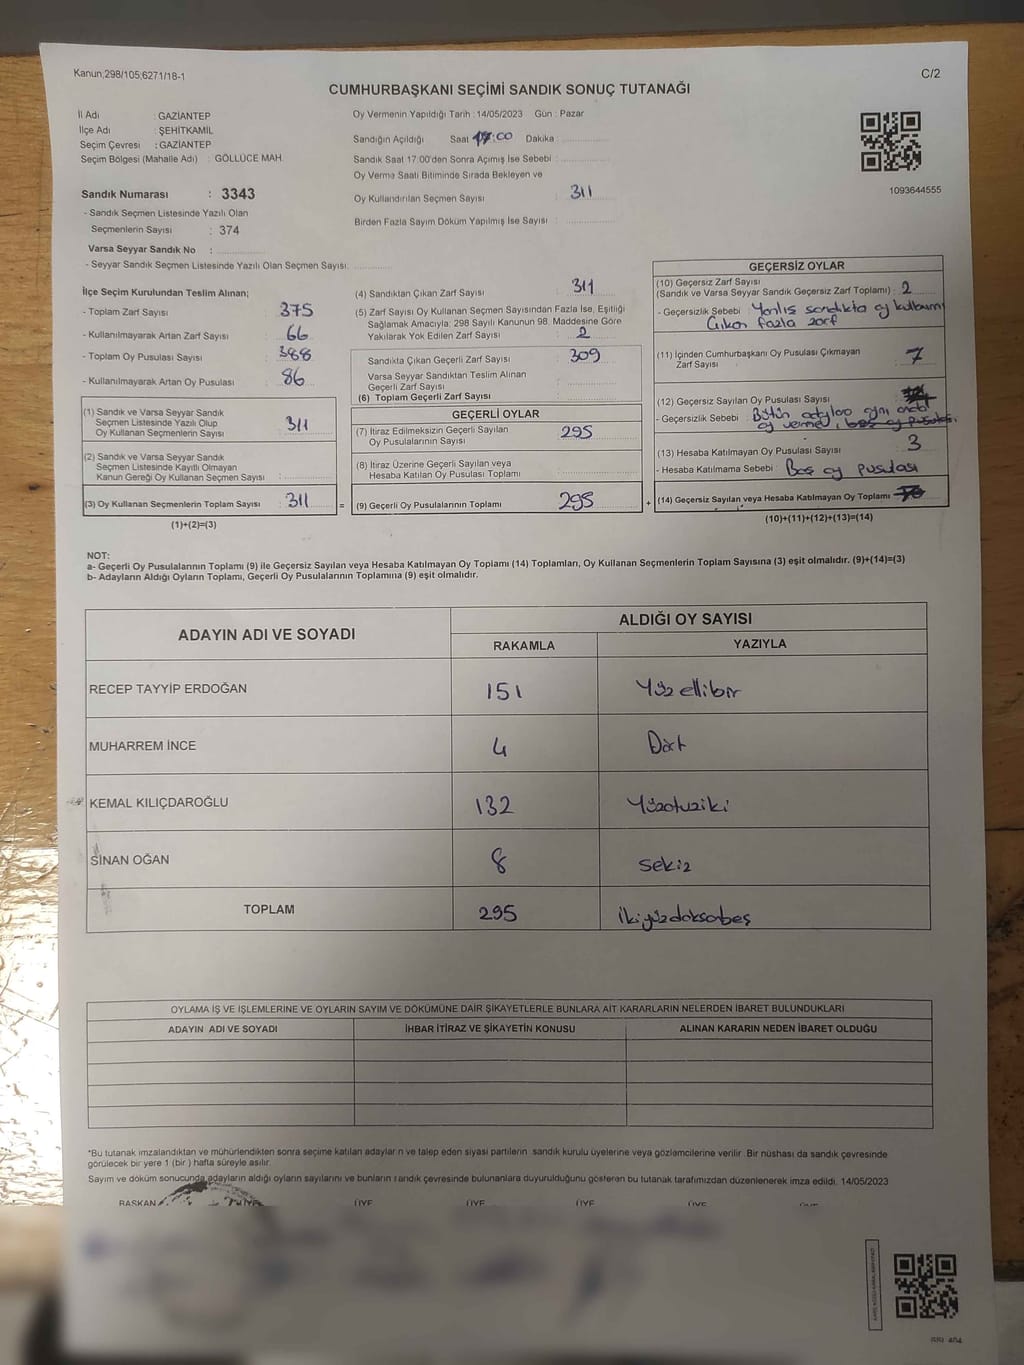 Kanun;298/105;6271/18-1
C/2
CUMHURBAŞKANI SEÇİMİ SANDIK SONUÇ TUTANAĞI
İl Adı : GAZİANTEP
İlçe Adı : ŞEHİTKAMİL
Seçim Çevresi : GAZİANTEP
Seçim Bölgesi (Mahalle Adı) : GÖLLÜCE MAH.
Sandık Numarası : 3343
- Sandık Seçmen Listesinde Yazılı Olan
Seçmenlerin Sayısı : 374
Varsa Seyyar Sandık No :
- Seyyar Sandık Seçmen Listesinde Yazılı Olan Seçmen Sayısı:
Oy Vermenin Yapıldığı Tarih : 14/05/2023 Gün : Pazar
Sandığın Açıldığı Saat 17:00 Dakika :
Sandık Saat 17:00'den Sonra Açımış İse Sebebi :
Oy Verme Saati Bitiminde Sırada Bekleyen ve
Oy Kullandırılan Seçmen Sayısı : 311
Birden Fazla Sayım Döküm Yapılmış İse Sayısı :
1093644555
İlçe Seçim Kurulundan Teslim Alınan;
- Toplam Zarf Sayısı : 375
- Kullanılmayarak Artan Zarf Sayısı : 66
- Toplam Oy Pusulası Sayısı : 388
- Kullanılmayarak Artan Oy Pusulası : 86
(1) Sandık ve Varsa Seyyar Sandık
Seçmen Listesinde Yazılı Olup
Oy Kullanan Seçmenlerin Sayısı : 311
(2) Sandık ve Varsa Seyyar Sandık
Seçmen Listesinde Kayıtlı Olmayan
Kanun Gereği Oy Kullanan Seçmen Sayısı :
(3) Oy Kullanan Seçmenlerin Toplam Sayısı : 311
(1)+(2)=(3)
(4) Sandıktan Çıkan Zarf Sayısı : 311
(5) Zarf Sayısı Oy Kullanan Seçmen Sayısından Fazla İse, Eşitliği
Sağlamak Amacıyla; 298 Sayılı Kanunun 98. Maddesine Göre
Yakılarak Yok Edilen Zarf Sayısı : 2
Sandıkta Çıkan Geçerli Zarf Sayısı : 309
Varsa Seyyar Sandıktan Teslim Alınan
Geçerli Zarf Sayısı :
(6) Toplam Geçerli Zarf Sayısı :
GEÇERLİ OYLAR
(7) İtiraz Edilmeksizin Geçerli Sayılan
Oy Pusulalarının Sayısı : 295
(8) İtiraz Üzerine Geçerli Sayılan veya
Hesaba Katılan Oy Pusulaları Toplamı :
= (9) Geçerli Oy Pusulalarının Toplamı : 295 +
GEÇERSİZ OYLAR
(10) Geçersiz Zarf Sayısı
(Sandık ve Varsa Seyyar Sandık Geçersiz Zarf Toplamı) : 2
- Geçersizlik Sebebi : Yanlış sandıkta oy kullanımı
Çıkan fazla zarf
(11) İçinden Cumhurbaşkanı Oy Pusulası Çıkmayan
Zarf Sayısı : 7
(12) Geçersiz Sayılan Oy Pusulası Sayısı :
- Geçersizlik Sebebi : Bütün adaylara aynı anda
oy vermek, boş oy pusulası.
(13) Hesaba Katılmayan Oy Pusulası Sayısı : 3
- Hesaba Katılmama Sebebi : Boş oy pusulası
(14) Geçersiz Sayılan veya Hesaba Katılmayan Oy Toplamı :
(10)+(11)+(12)+(13)=(14)
NOT:
a- Geçerli Oy Pusulalarının Toplamı (9) ile Geçersiz Sayılan veya Hesaba Katılmayan Oy Toplamı (14) Toplamları, Oy Kullanan Seçmenlerin Toplam Sayısına (3) eşit olmalıdır. (9)+(14)=(3)
b- Adayların Aldığı Oyların Toplamı, Geçerli Oy Pusulalarının Toplamına (9) eşit olmalıdır.
ADAYIN ADI VE SOYADI
ALDIĞI OY SAYISI
RAKAMLA YAZIYLA
RECEP TAYYİP ERDOĞAN 151 Yüz ellibir
MUHARREM İNCE 4 Dört
KEMAL KILIÇDAROĞLU 132 Yüzotuziki
SİNAN OĞAN 8 sekiz
TOPLAM 295 İkiyüzdoksanbeş
OYLAMA İŞ VE İŞLEMLERİNE VE OYLARIN SAYIM VE DÖKÜMÜNE DAİR ŞİKAYETLERLE BUNLARA AİT KARARLARIN NELERDEN İBARET BULUNDUKLARI
ADAYIN ADI VE SOYADI İHBAR İTİRAZ VE ŞİKAYETİN KONUSU ALINAN KARARIN NEDEN İBARET OLDUĞU
*Bu tutanak imzalandıktan ve mühürlendikten sonra seçime katılan adaylar ın ve talep eden siyasi partilerin sandık kurulu üyelerine veya gözlemcilerine verilir. Bir nüshası da sandık çevresinde
görülecek bir yere 1 (bir ) hafta süreyle asılır.
Sayım ve döküm sonucunda adayların aldığı oyların sayılarını ve bunların sandık çevresinde bulunanlara duyurulduğunu gösteren bu tutanak tarafımızdan düzenlenerek imza edildi. 14/05/2023
BAŞKAN ÜYE ÜYE ÜYE ÜYE ÜYE